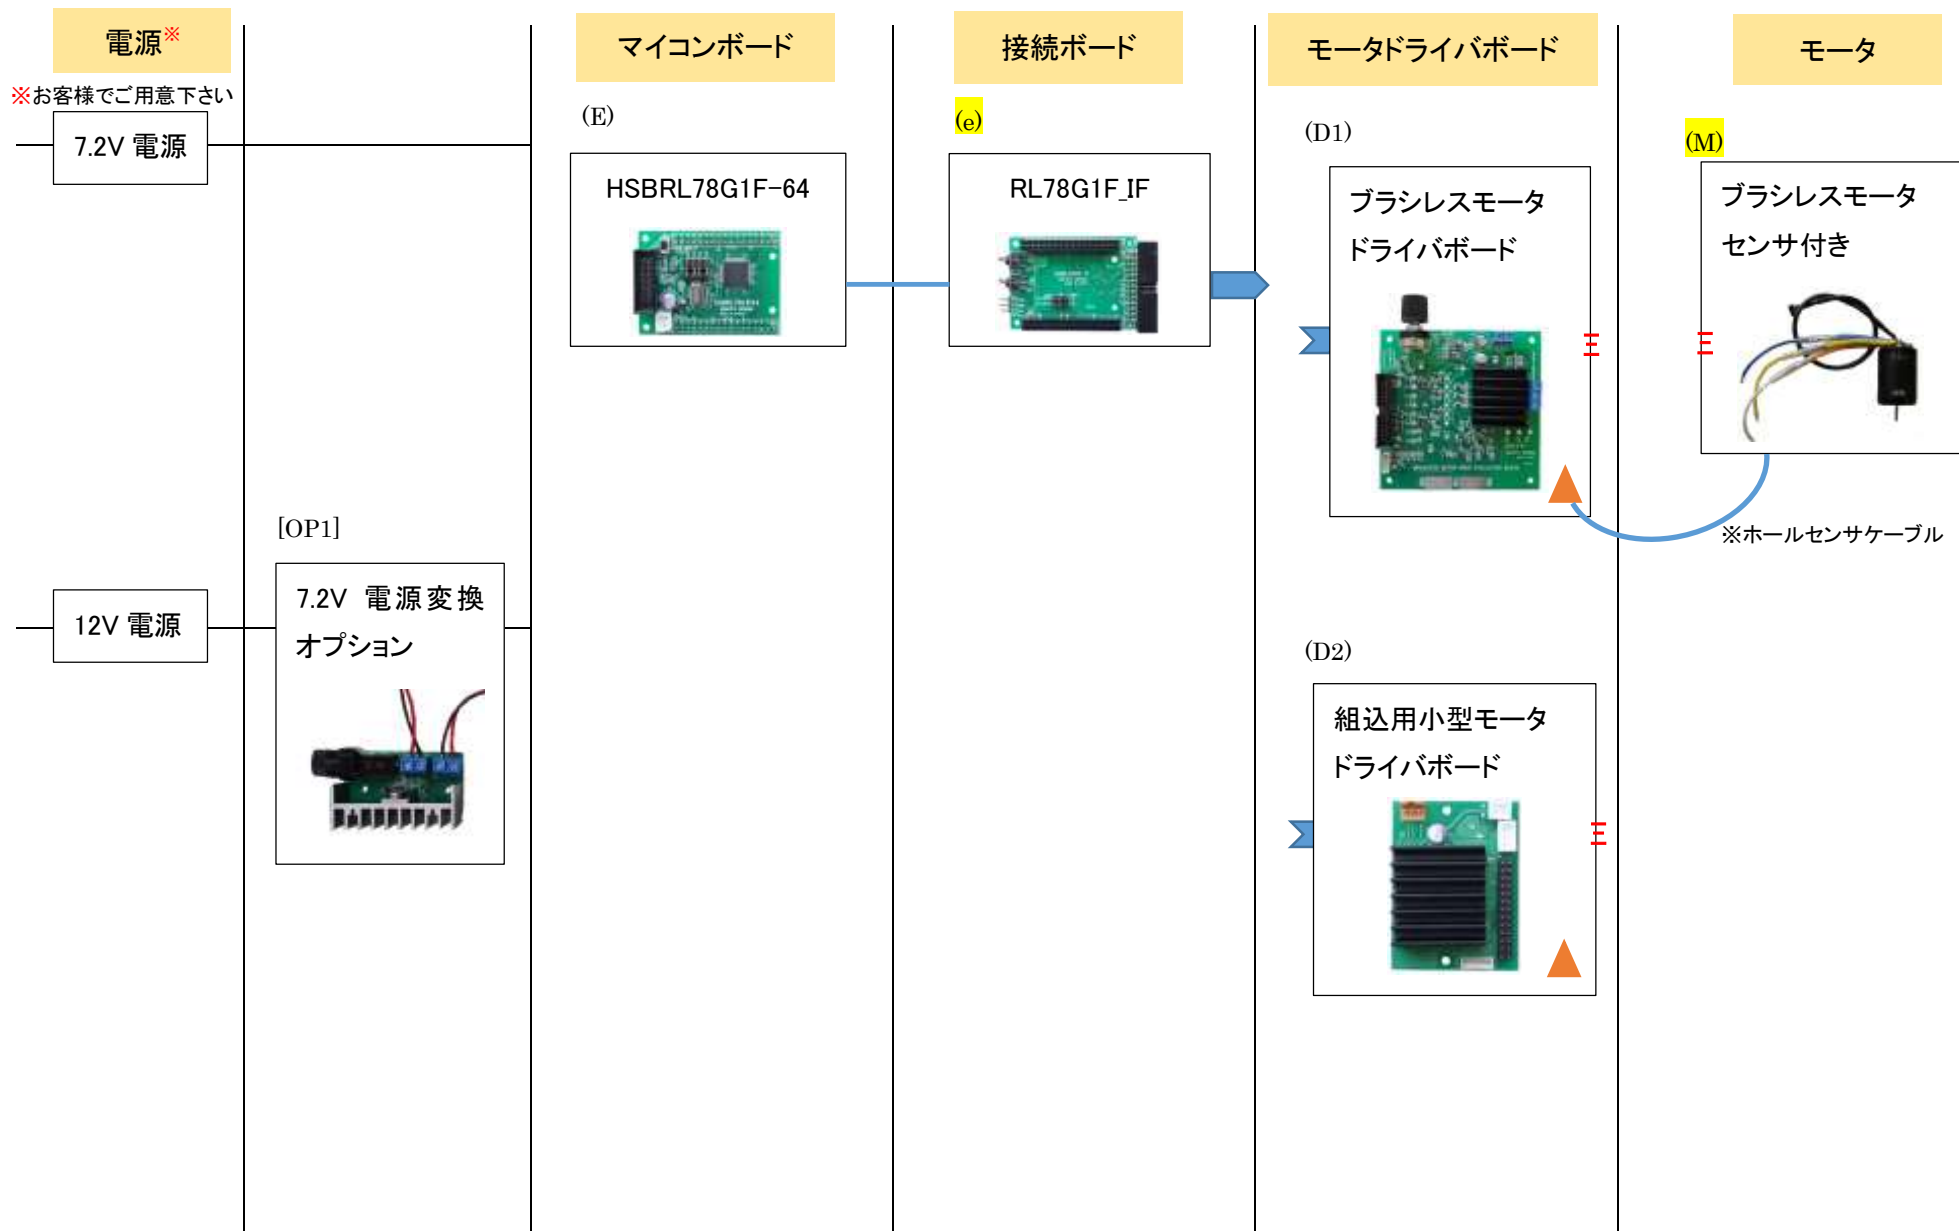 電源※
※お客様でご用意下さい
7.2V 電源
12V 電源
[OP1]
7.2V 電源変換
オプション
マイコンボード
(E)
HSBRL78G1F-64
接続ボード
(e)
RL78G1F_IF
モータドライバボード
(D1)
ブラシレスモータ
ドライバボード
(D2)
組込用小型モータ
ドライバボード
モータ
(M)
ブラシレスモータ
センサ付き
※ホールセンサケーブル